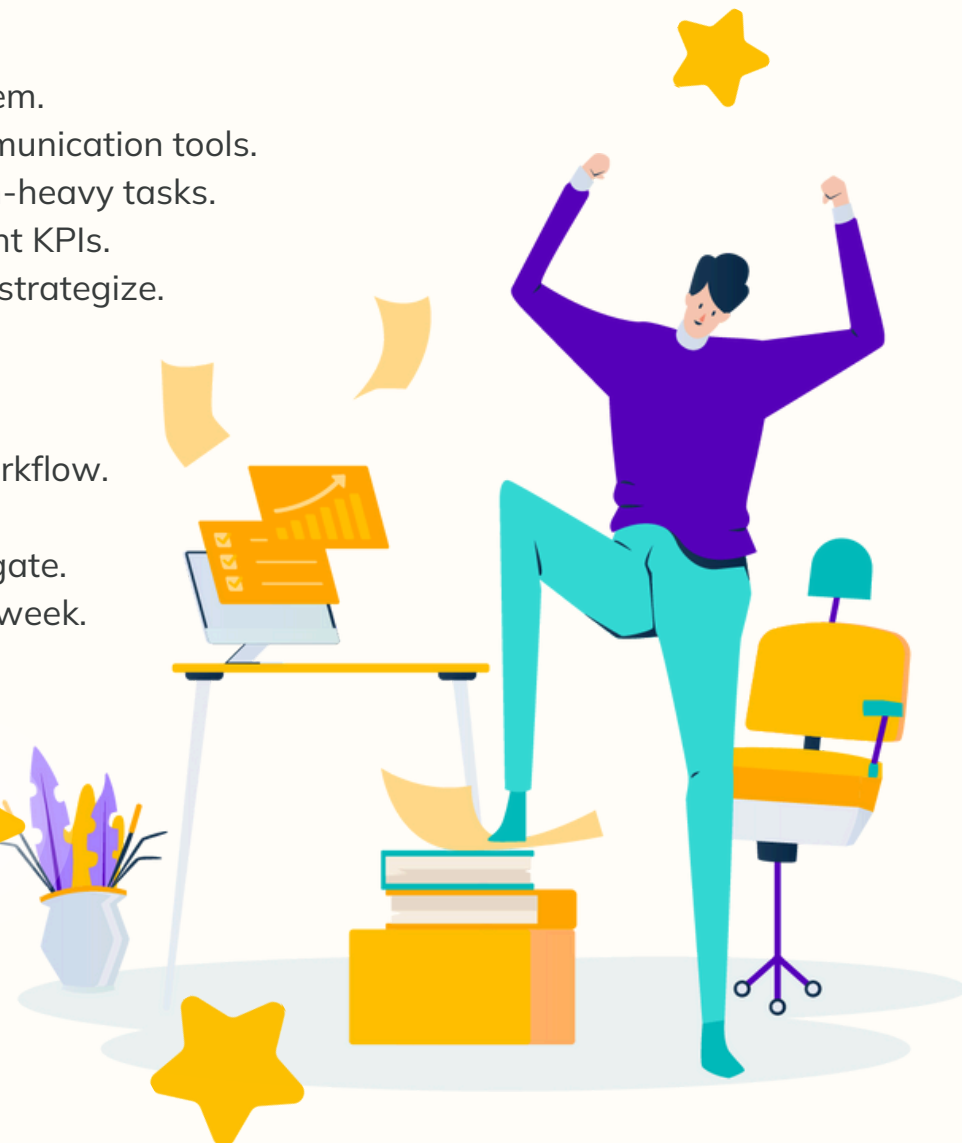 em.
munication tools.
-heavy tasks.
nt KPIs.
strategize.
rkflow.
gate.
week.